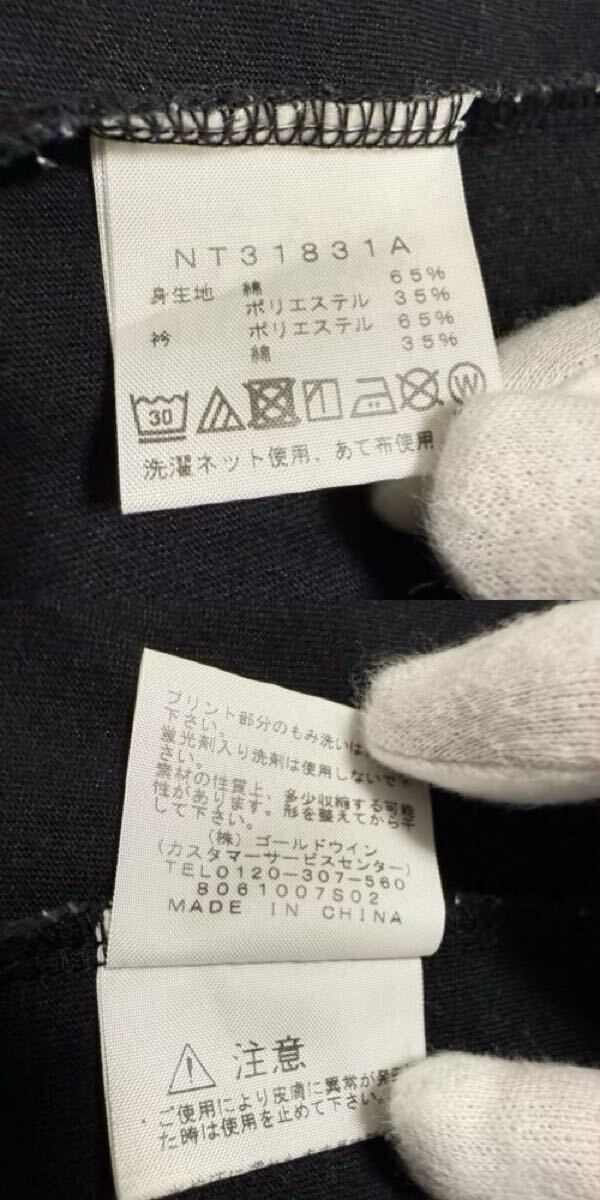 NT31831A
身生地 綿 65%
ポリエステル 35%
衿 ポリエステル 65%
綿 35%
30 W
洗濯ネット使用、あて布使用
プリント部分のもみ洗いは
下さい。
蛍光剤入り洗剤は使用しないで
さい。
素材の性質上、多少収縮する可能
性があります。形を整えてから干
して下さい。
(株) ゴールドウイン
(カスタマーサービスセンター)
TEL0120-307-560
8061007S02
MADE IN CHINA
注意
ご使用により皮膚に異常が発
た時は使用を止めて下さい。